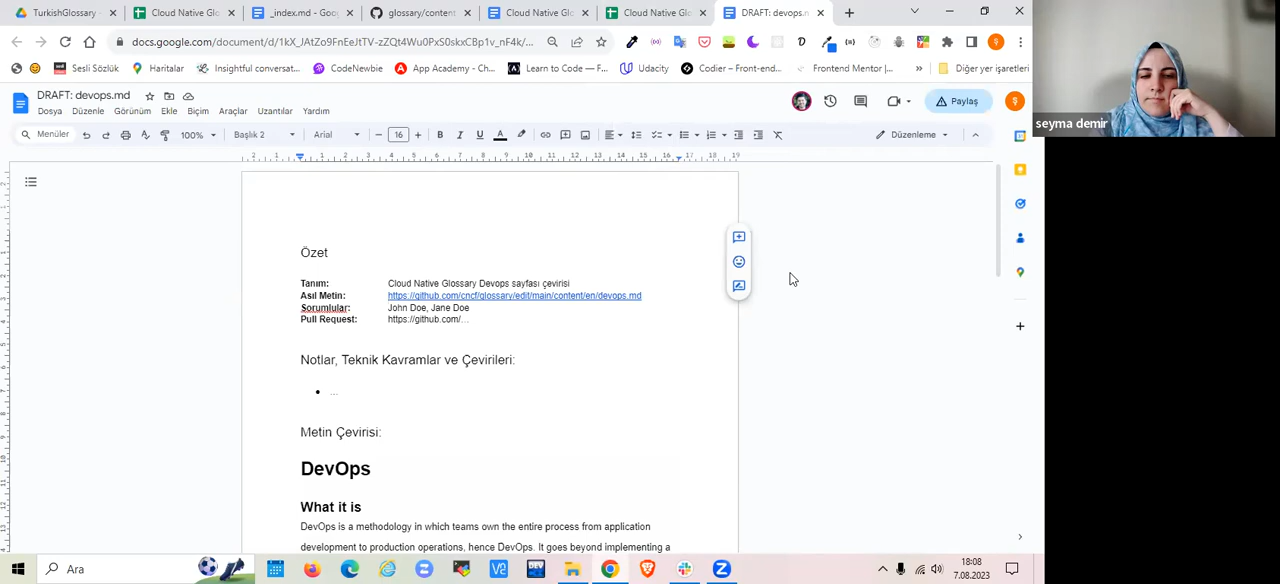 TurkishGlossary -
Cloud Native Glo
_index.md - Goo
glossary/content
Cloud Native Glo
Cloud Native Glo
DRAFT: devops.n
docs.google.com/document/d/1kX_JAtZo9FnEeJtTV-zZQt4Wu0PxS0skxCBp1v_nF4k/...
Sesli Sözlük
Haritalar
Insightful conversat...
CodeNewbie
App Academy - Ch...
Learn to Code — F...
Udacity
Codier – Front-end...
Frontend Mentor |...
»
Diğer yer işaretleri
DRAFT: devops.md
Dosya Düzenle Görünüm Ekle Biçim Araçlar Uzantılar Yardım
Paylaş
Menüler
100%
Başlık 2
Arial
16
Düzenleme
seyma demir
Özet
Tanım: Cloud Native Glossary Devops sayfası çevirisi
Asıl Metin: https://github.com/cncf/glossary/edit/main/content/en/devops.md
Sorumlular: John Doe, Jane Doe
Pull Request: https://github.com/...
Notlar, Teknik Kavramlar ve Çevirileri:
• ...
Metin Çevirisi:
DevOps
What it is
DevOps is a methodology in which teams own the entire process from application
development to production operations, hence DevOps. It goes beyond implementing a
Ara
18:08
7.08.2023